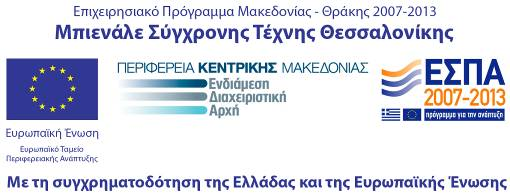 Επιχειρησιακό Πρόγραμμα Μακεδονίας - Θράκης 2007-2013
Μπιενάλε Σύγχρονης Τέχνης Θεσσαλονίκης
Ευρωπαϊκή Ένωση
Ευρωπαϊκό Ταμείο
Περιφερειακής Ανάπτυξης
ΠΕΡΙΦΕΡΕΙΑ ΚΕΝΤΡΙΚΗΣ ΜΑΚΕΔΟΝΙΑΣ
Ενδιάμεση
Διαχειριστική
Αρχή
ΕΣΠΑ
2007-2013
πρόγραμμα για την ανάπτυξη
Με τη συγχρηματοδότηση της Ελλάδας και της Ευρωπαϊκής Ένωσης